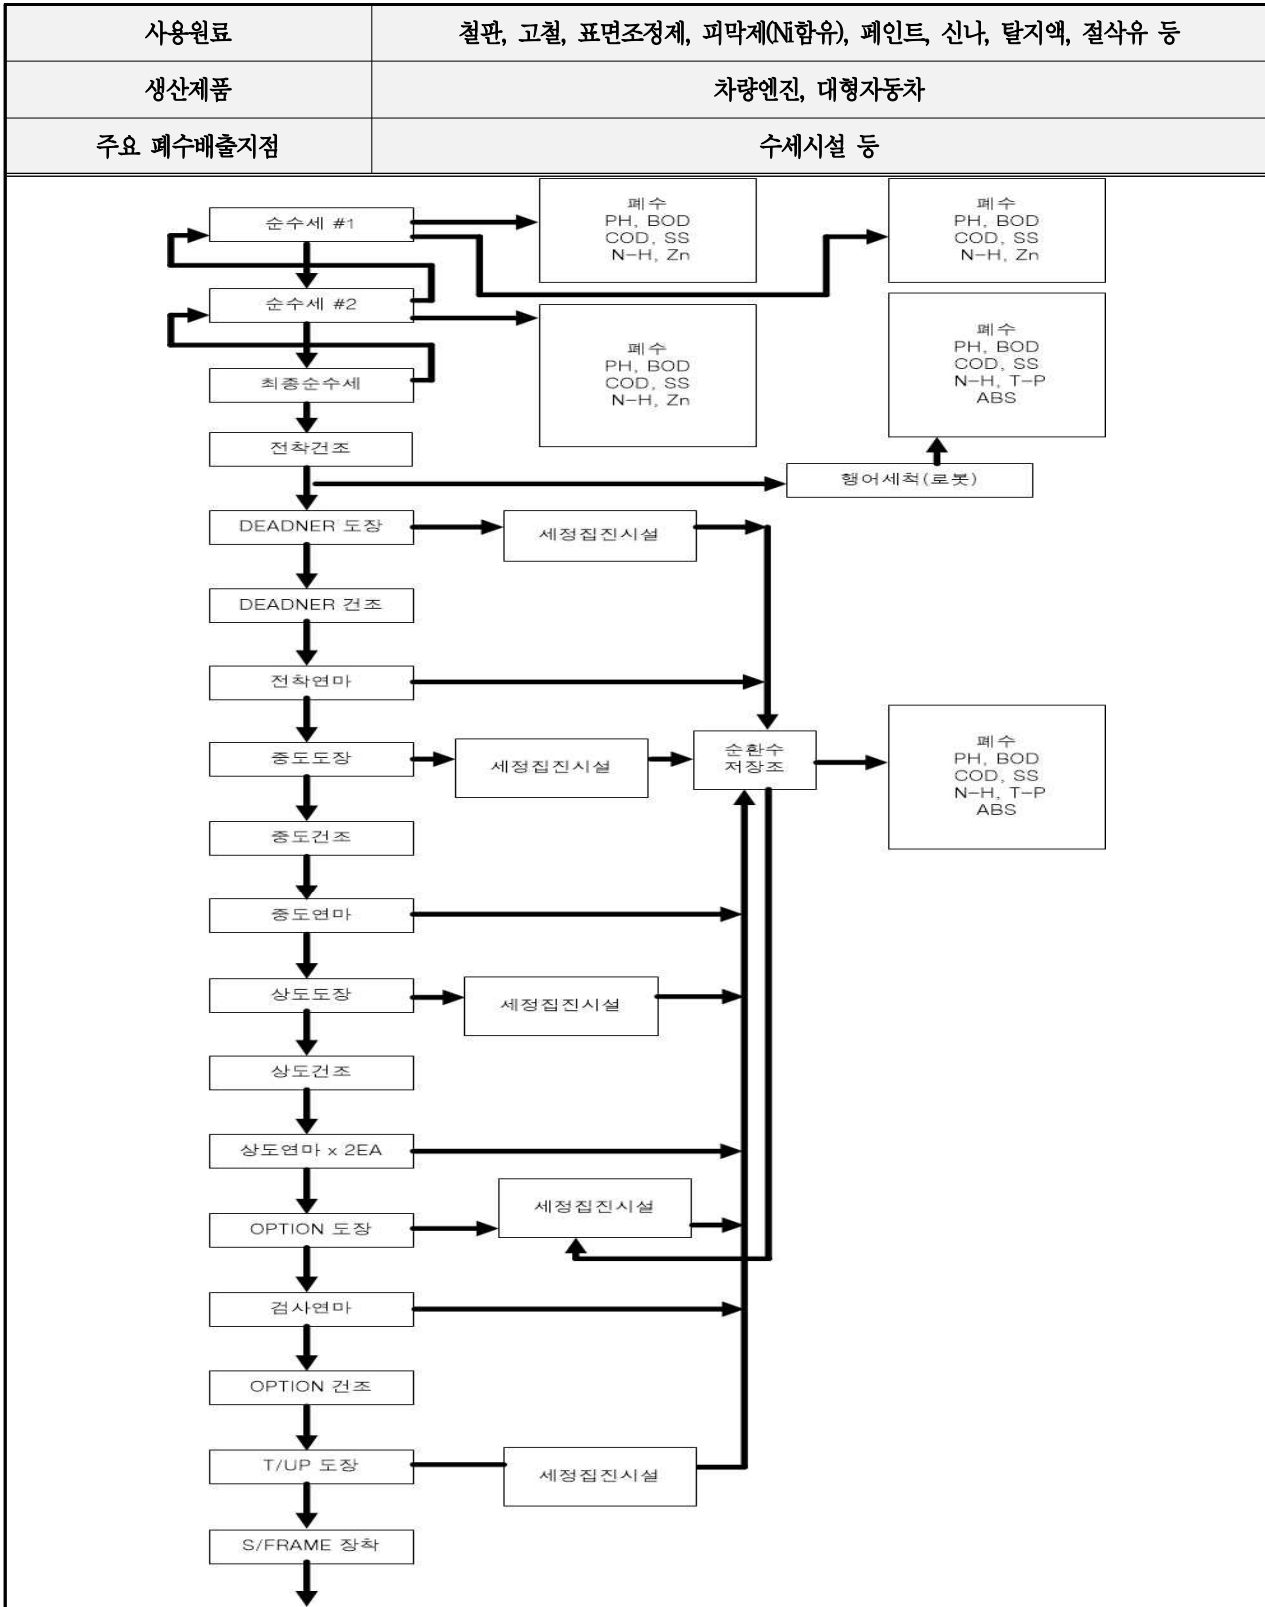 사용원료
철판, 고철, 표면조정제, 피막제(Ni함유), 페인트, 신나, 탈지액, 절삭유 등
생산제품
차량엔진, 대형자동차
주요 폐수배출지점
수세시설 등
순수세 #1
폐수
PH, BOD
COD, SS
N-H, Zn
폐수
PH, BOD
COD, SS
N-H, Zn
순수세 #2
폐수
PH, BOD
COD, SS
N-H, Zn
폐수
PH, BOD
COD, SS
N-H, T-P
ABS
최종순수세
전착건조
행어세척(로봇)
DEADNER 도장
세정집진시설
DEADNER 건조
전착연마
중도도장
세정집진시설
순환수
저장조
폐수
PH, BOD
COD, SS
N-H, T-P
ABS
중도건조
중도연마
상도도장
세정집진시설
상도건조
상도연마 x 2EA
OPTION 도장
세정집진시설
검사연마
OPTION 건조
T/UP 도장
세정집진시설
S/FRAME 장착